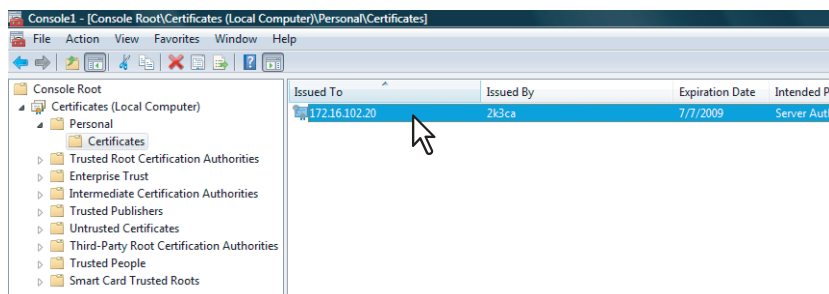 Console1 - [Console Root\Certificates (Local Computer)\Personal\Certificates]
File Action View Favorites Window Help
Console Root
Certificates (Local Computer)
Personal
Certificates
Trusted Root Certification Authorities
Enterprise Trust
Intermediate Certification Authorities
Trusted Publishers
Untrusted Certificates
Third-Party Root Certification Authorities
Trusted People
Smart Card Trusted Roots
Issued To Issued By Expiration Date Intended P
172.16.102.20 2k3ca 7/7/2009 Server Aut